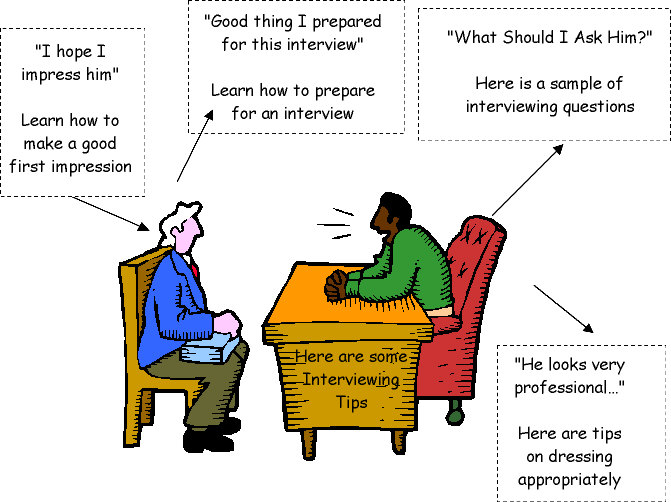 "I hope I
impress him"
Learn how to
make a good
first impression
"Good thing I prepared
for this interview"
Learn how to prepare
for an interview
"What Should I Ask Him?"
Here is a sample of
interviewing questions
Here are some
Interviewing
Tips
"He looks very
professional..."
Here are tips
on dressing
appropriately